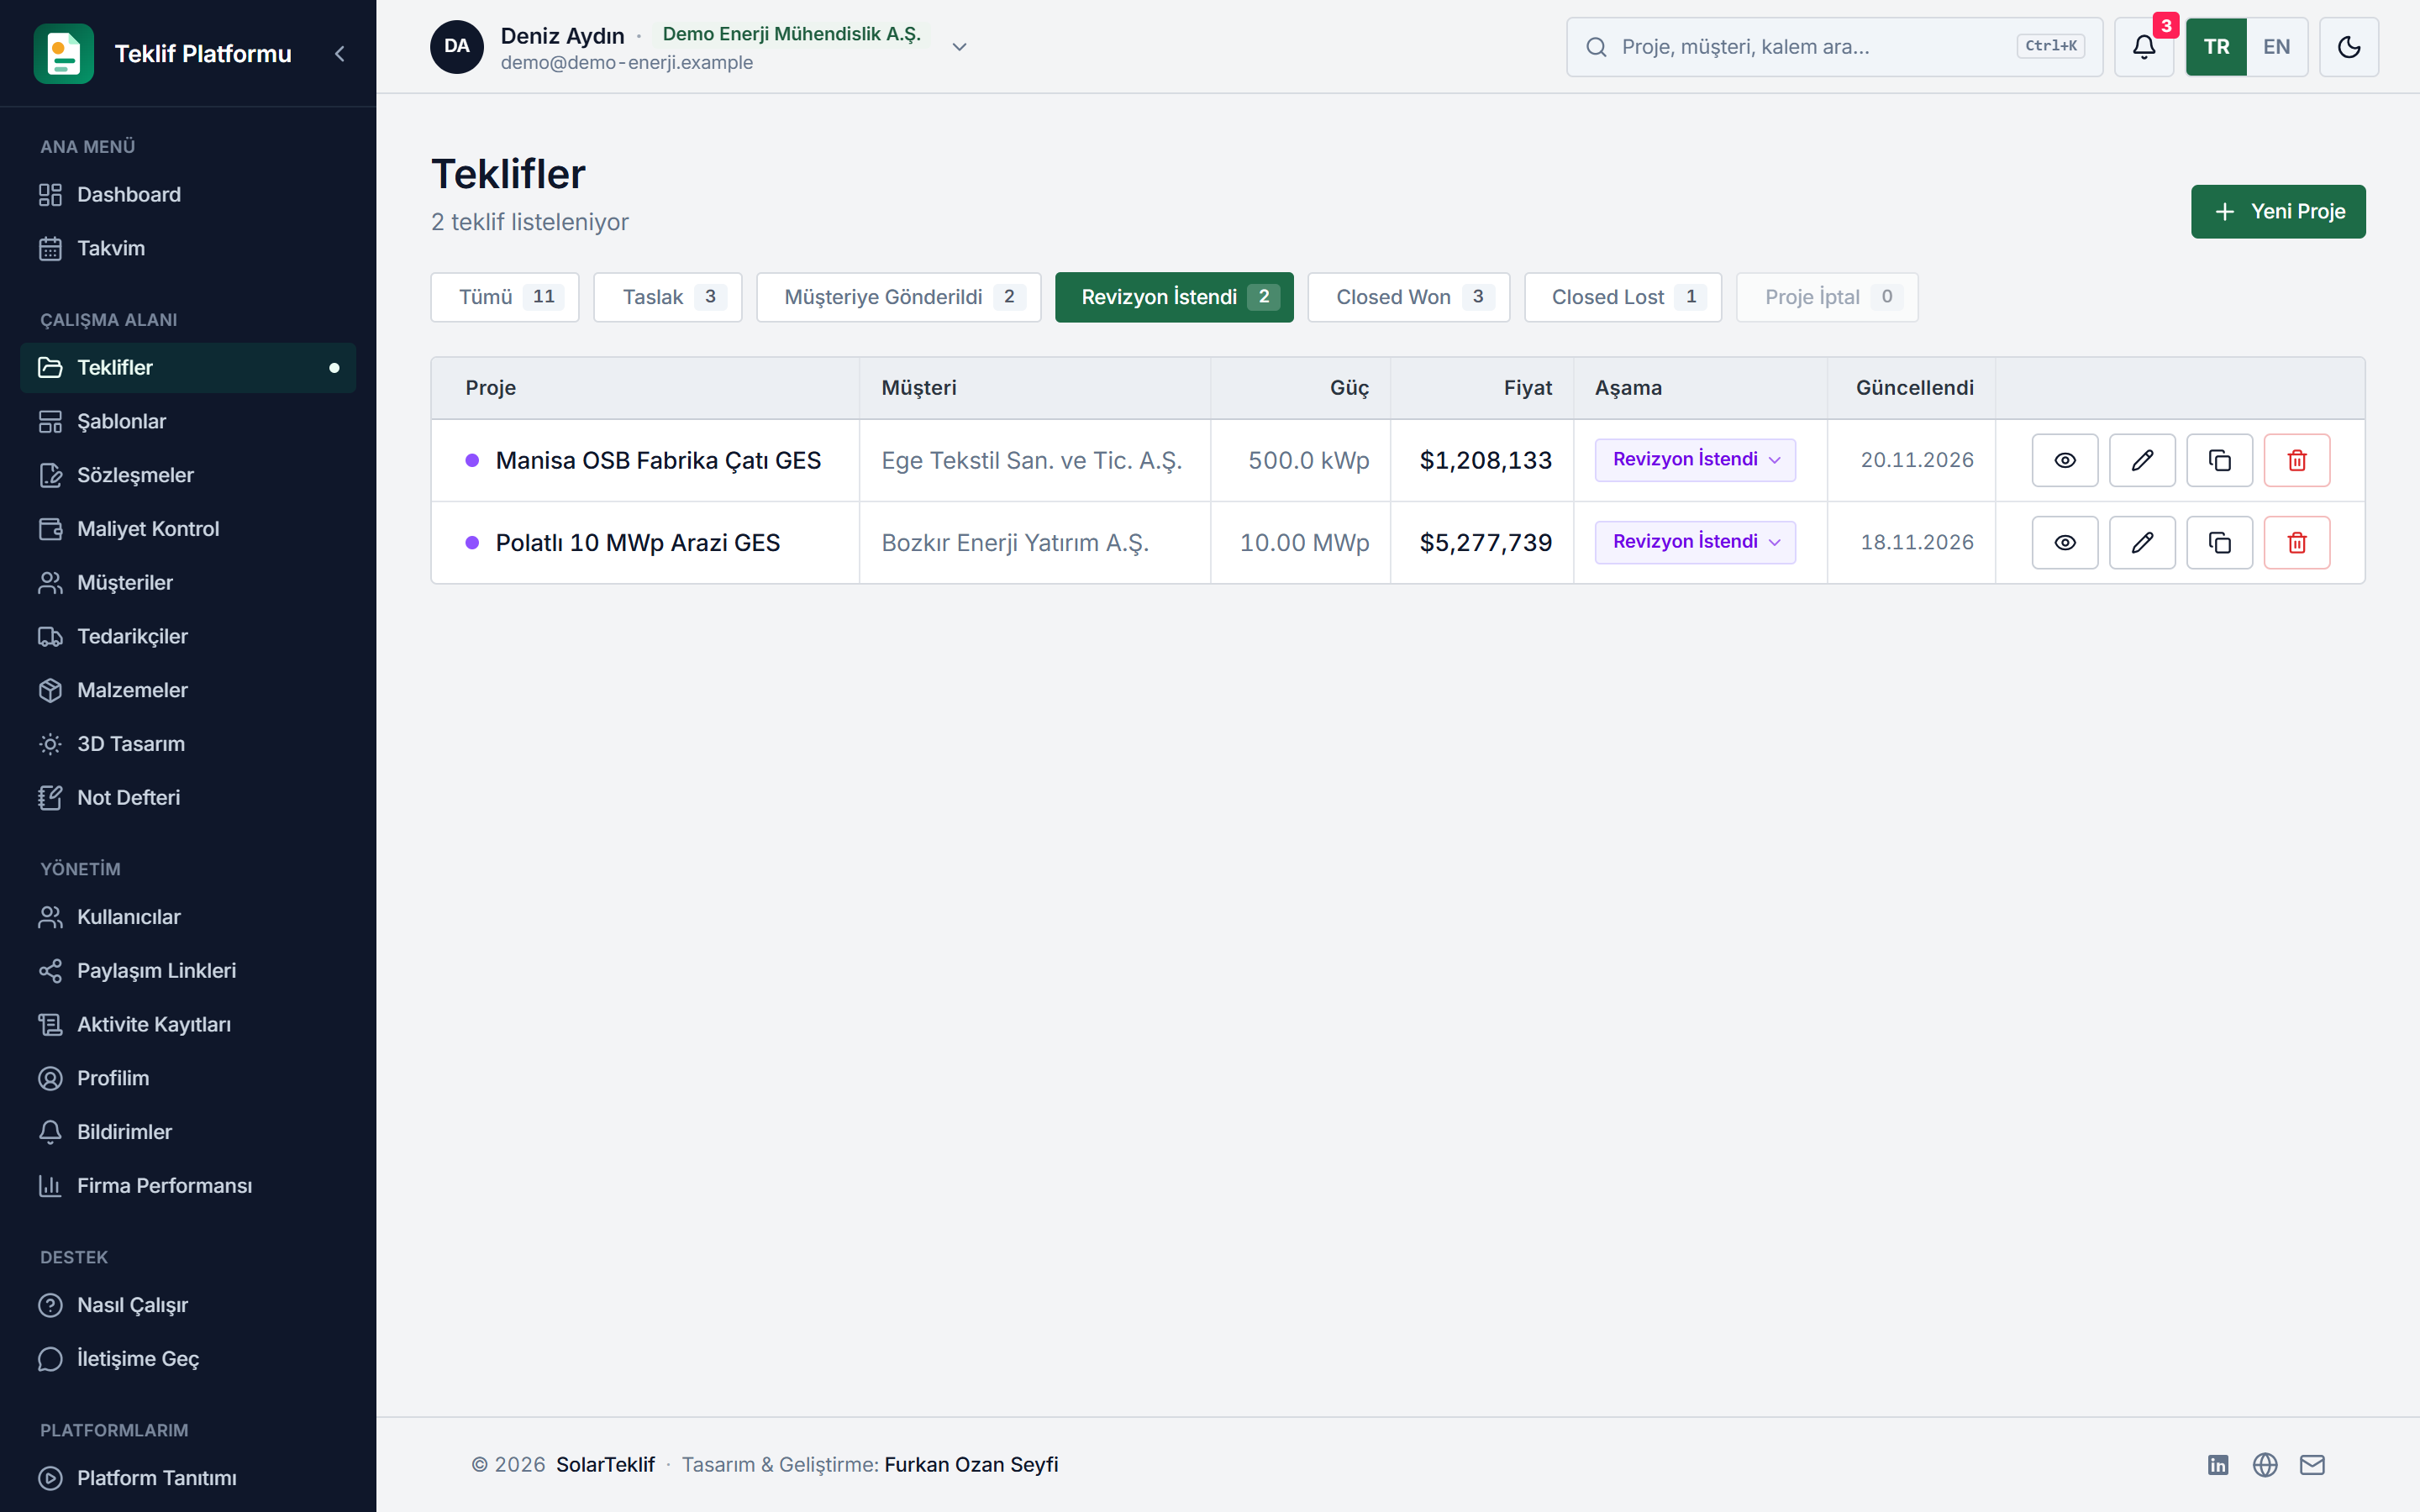 Teklif Platformu
ANA MENÜ
Dashboard
Takvim
ÇALIŞMA ALANI
Teklifler
Şablonlar
Sözleşmeler
Maliyet Kontrol
Müşteriler
Tedarikçiler
Malzemeler
3D Tasarım
Not Defteri
YÖNETİM
Kullanıcılar
Paylaşım Linkleri
Aktivite Kayıtları
Profilim
Bildirimler
Firma Performansı
DESTEK
Nasıl Çalışır
İletişime Geç
PLATFORMLARIM
Platform Tanıtımı
DA Deniz Aydın · Demo Enerji Mühendislik A.Ş.
demo@demo-enerji.example
Proje, müşteri, kalem ara... Ctrl+K 3 TR EN
Teklifler
2 teklif listeleniyor
Yeni Proje
Tümü 11 Taslak 3 Müşteriye Gönderildi 2 Revizyon İstendi 2 Closed Won 3 Closed Lost 1 Proje İptal 0
Proje Müşteri Güç Fiyat Aşama Güncellendi
Manisa OSB Fabrika Çatı GES Ege Tekstil San. ve Tic. A.Ş. 500.0 kWp $1,208,133 Revizyon İstendi 20.11.2026
Polatlı 10 MWp Arazi GES Bozkır Enerji Yatırım A.Ş. 10.00 MWp $5,277,739 Revizyon İstendi 18.11.2026
© 2026 SolarTeklif · Tasarım & Geliştirme: Furkan Ozan Seyfi